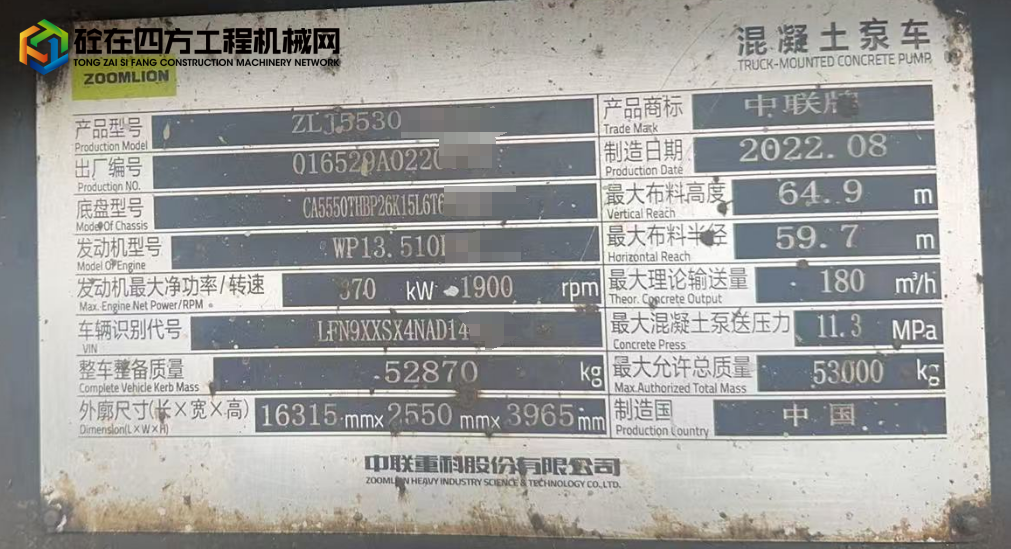 砼在四方工程机械网
TONG ZAI SI FANG CONSTRUCTION MACHINERY NETWORK
ZOOMLION
混凝土泵车
TRUCK-MOUNTED CONCRETE PUMP
产品型号 ZLJ5530
Production Model
出厂编号 Q16529A0220
Production NO.
底盘型号 CA5550THBP26K15L6T6
Model Of Chassis
发动机型号 WP13.510
Model Of Engine
发动机最大净功率/转速 370 kW 1900 rpm
Max. Engine Net Power/RPM
车辆识别代号 LFN9XXSX4NAD14
VIN
整车整备质量 52870 kg
Complete Vehicle Kerb Mass
外廓尺寸(长×宽×高) 16315 mm× 2550 mm× 3965 mm
Dimension(L×W×H)
产品商标 中联牌
Trade Mark
制造日期 2022.08
Production Date
最大布料高度 64.9 m
Vertical Reach
最大布料半径 59.7 m
Horizontal Reach
最大理论输送量 180 m³/h
Theor. Concrete Output
最大混凝土泵送压力 11.3 MPa
Concrete Press
最大允许总质量 53000 kg
Max.Authorized Total Mass
制造国 中国
Production Country
中联重科股份有限公司
ZOOMLION HEAVY INDUSTRY SCIENCE & TECHNOLOGY CO.,LTD.